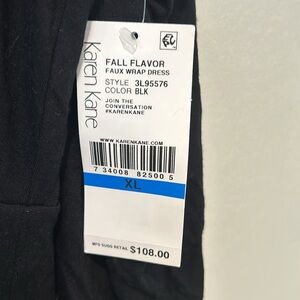 Karen Kane
FALL FLAVOR
FAUX WRAP DRESS
STYLE 3L95576
COLOR BLK
JOIN THE
CONVERSATION
#KARENKANE
WWW.KARENKANE.COM
7 34008 82500 5
XL
MFG SUGG RETAIL $108.00